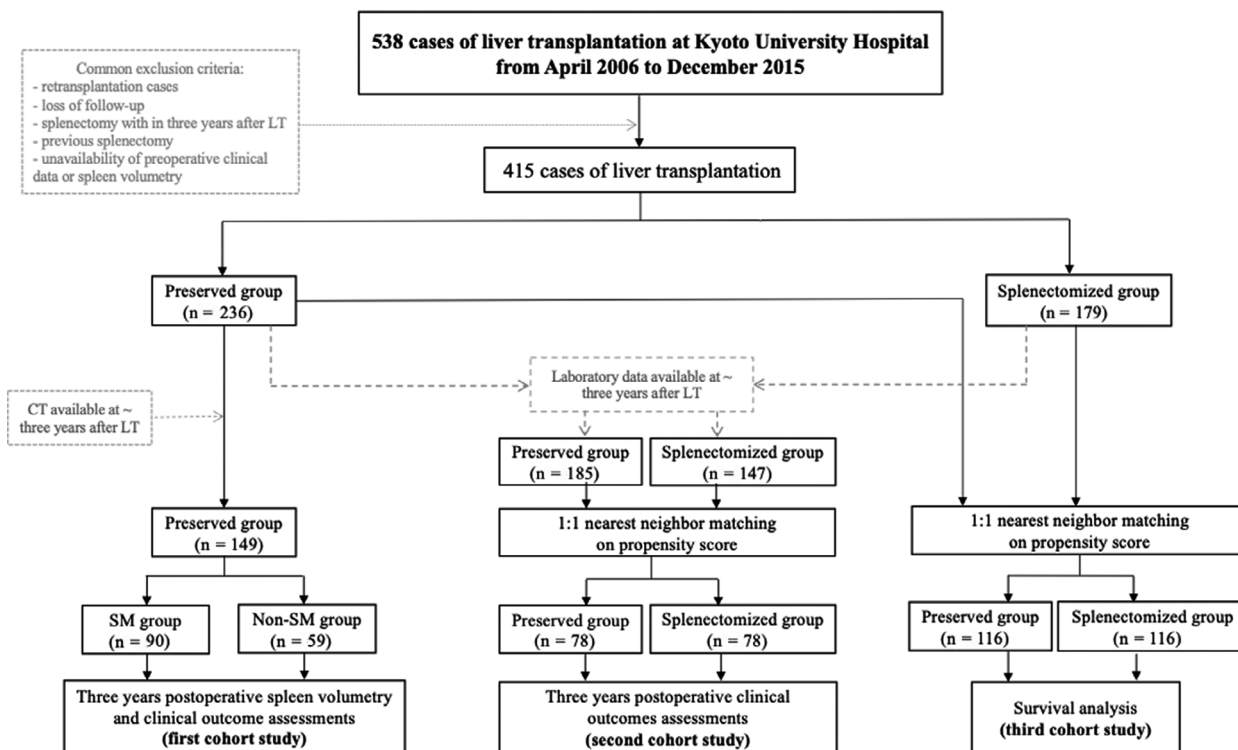 538 cases of liver transplantation at Kyoto University Hospital
from April 2006 to December 2015
Common exclusion criteria:
- retransplantation cases
- loss of follow-up
- splenectomy with in three years after LT
- previous splenectomy
- unavailability of preoperative clinical
data or spleen volumetry
415 cases of liver transplantation
Preserved group
(n = 236)
Splenectomized group
(n = 179)
Laboratory data available at ~
three years after LT
CT available at ~
three years after LT
Preserved group
(n = 185)
Splenectomized group
(n = 147)
Preserved group
(n = 149)
1:1 nearest neighbor matching
on propensity score
1:1 nearest neighbor matching
on propensity score
SM group
(n = 90)
Non-SM group
(n = 59)
Preserved group
(n = 78)
Splenectomized group
(n = 78)
Preserved group
(n = 116)
Splenectomized group
(n = 116)
Three years postoperative spleen volumetry
and clinical outcome assessments
(first cohort study)
Three years postoperative clinical
outcomes assessments
(second cohort study)
Survival analysis
(third cohort study)